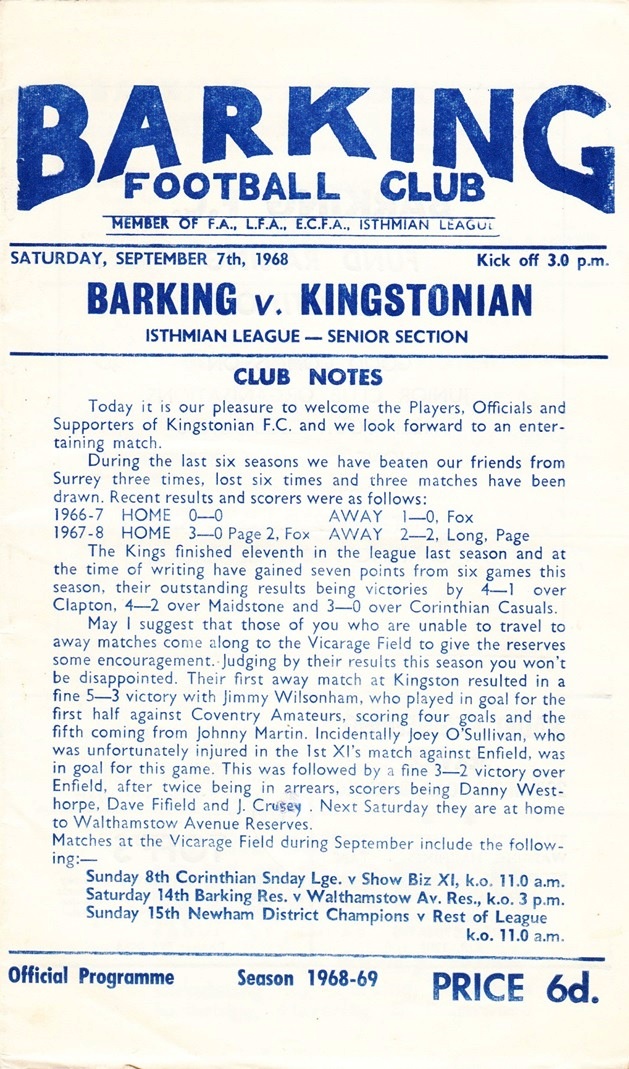 BARKING
FOOTBALL CLUB
MEMBER OF F.A., L.F.A., E.C.F.A., ISTHMIAN LEAGUE
SATURDAY, SEPTEMBER 7th, 1968 Kick off 3.0 p.m.
BARKING v. KINGSTONIAN
ISTHMIAN LEAGUE — SENIOR SECTION
CLUB NOTES
Today it is our pleasure to welcome the Players, Officials and
Supporters of Kingstonian F.C. and we look forward to an enter-
taining match.
During the last six seasons we have beaten our friends from
Surrey three times, lost six times and three matches have been
drawn. Recent results and scorers were as follows:
1966-7 HOME 0—0 AWAY 1—0, Fox
1967-8 HOME 3—0 Page 2, Fox AWAY 2—2, Long, Page
The Kings finished eleventh in the league last season and at
the time of writing have gained seven points from six games this
season, their outstanding results being victories by 4—1 over
Clapton, 4—2 over Maidstone and 3—0 over Corinthian Casuals.
May I suggest that those of you who are unable to travel to
away matches come along to the Vicarage Field to give the reserves
some encouragement. Judging by their results this season you won't
be disappointed. Their first away match at Kingston resulted in a
fine 5—3 victory with Jimmy Wilsonham, who played in goal for the
first half against Coventry Amateurs, scoring four goals and the
fifth coming from Johnny Martin. Incidentally Joey O'Sullivan, who
was unfortunately injured in the 1st XI's match against Enfield, was
in goal for this game. This was followed by a fine 3—2 victory over
Enfield, after twice being in arrears, scorers being Danny West-
horpe, Dave Fifield and J. Crusey . Next Saturday they are at home
to Walthamstow Avenue Reserves.
Matches at the Vicarage Field during September include the follow-
ing:—
Sunday 8th Corinthian Snday Lge. v Show Biz XI, k.o. 11.0 a.m.
Saturday 14th Barking Res. v Walthamstow Av. Res., k.o. 3 p.m.
Sunday 15th Newham District Champions v Rest of League
k.o. 11.0 a.m.
Official Programme Season 1968-69 PRICE 6d.